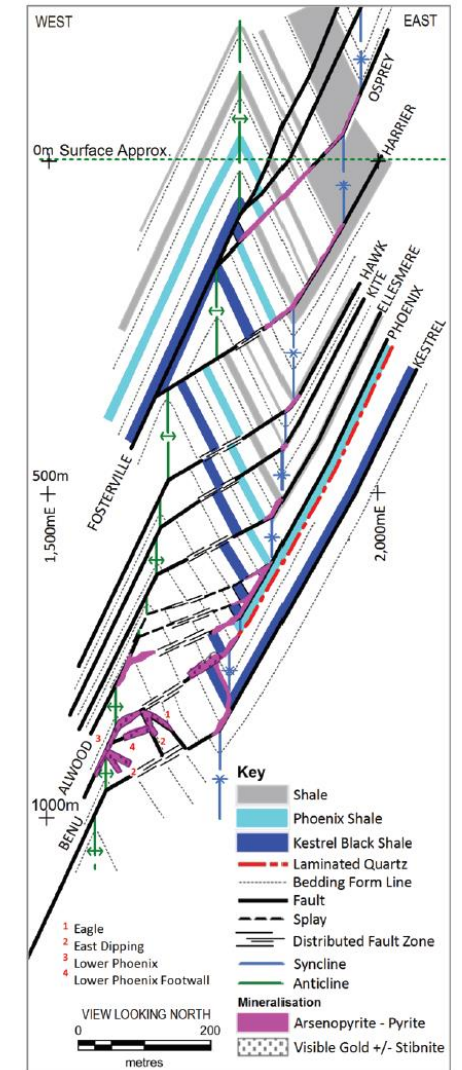 WEST
EAST
OSPREY
HARRIER
0m Surface Approx.
HAWK
KITE
ELLESMERE
PHOENIX
KESTREL
FOSTERVILLE
500m
1,500mE
2,000mE
1
3
4
2
2
ALWOOD
BENU
1000m
Key
Shale
Phoenix Shale
Kestrel Black Shale
Laminated Quartz
Bedding Form Line
Fault
Splay
Distributed Fault Zone
Syncline
Anticline
Mineralisation
Arsenopyrite - Pyrite
Visible Gold +/- Stibnite
1 Eagle
2 East Dipping
3 Lower Phoenix
4 Lower Phoenix Footwall
VIEW LOOKING NORTH
0 200
metres